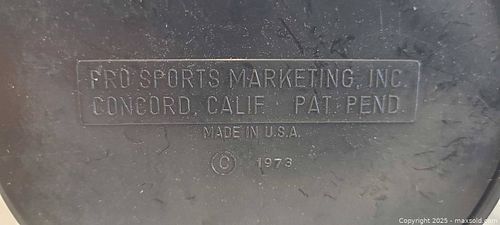 PRO SPORTS MARKETING, INC.
CONCORD, CALIF. PAT. PEND.
MADE IN U.S.A.
© 1973
Copyright 2025 - maxsold.com